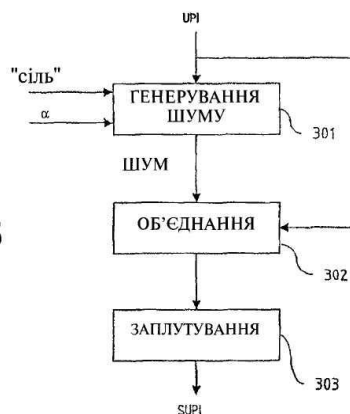 UPI
"сіль"
α
ГЕНЕРУВАННЯ
ШУМУ
301
ШУМ
ОБ’ЄДНАННЯ
302
ЗАПЛУТУВАННЯ
303
SUPI